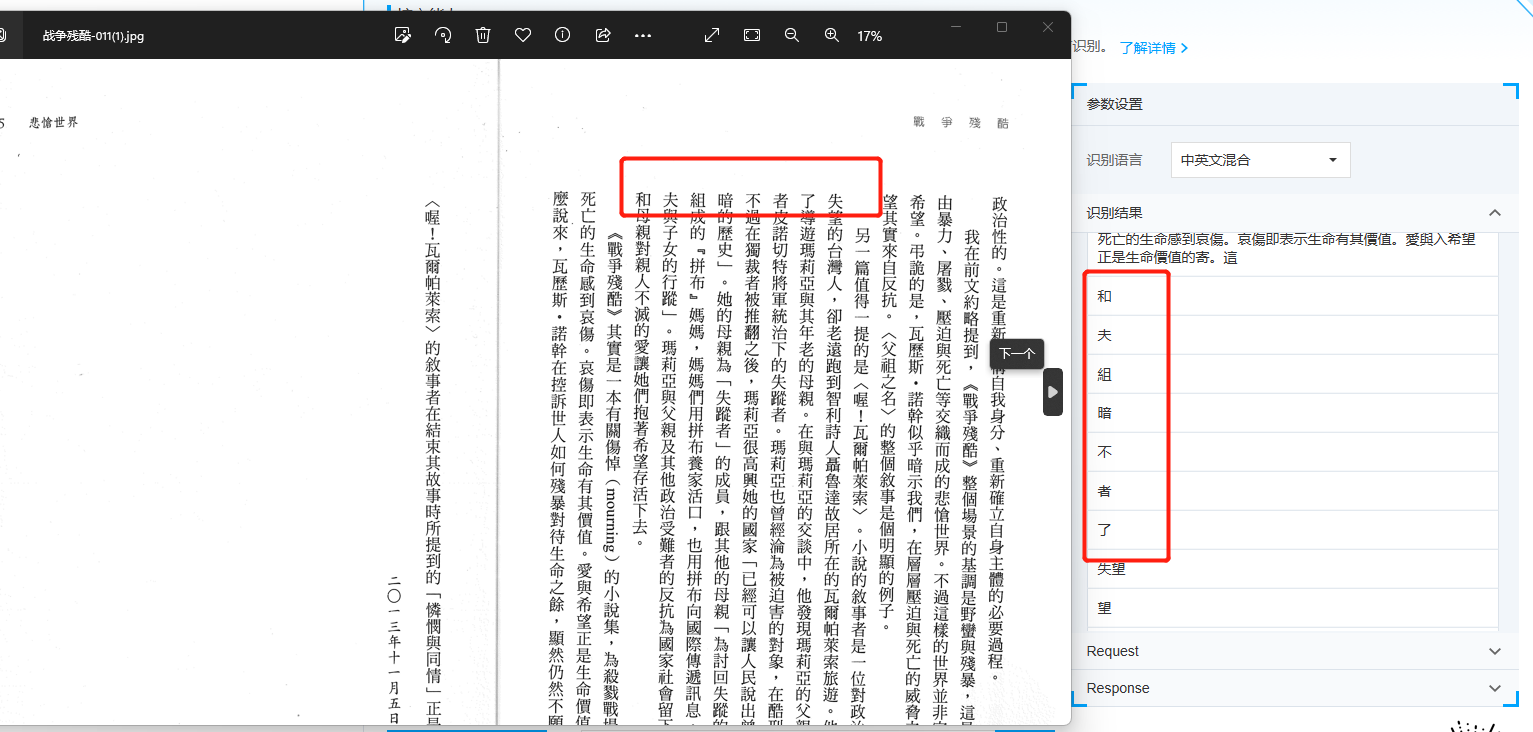 战争残酷-011(1).jpg
17%
识别。 了解详情 >
参数设置
识别语言 中英文混合
识别结果
死亡的生命感到哀傷。哀傷即表示生命有其價值。愛與入希望
正是生命價值的寄。這
和
夫
組
暗
不
者
了
失望
望
Request
Response
下一个
戰爭殘酷
政治性的。這是重新
構自我身分、重新確立自身主體的必要過程。
我在前文約略提到,《戰爭殘酷》整個場景的基調是野蠻與殘暴,這是
由暴力、屠戮、壓迫與死亡等交織而成的悲愴世界。不過這樣的世界並非
希望。弔詭的是,瓦歷斯・諾幹似乎暗示我們,在層層壓迫與死亡的威脅
望其實來自反抗。〈父祖之名〉的整個敘事是個明顯的例子。
另一篇值得一提的是〈喔!瓦爾帕萊索〉。小說的敘事者是一位對政治
失望的台灣人,卻老遠跑到智利詩人聶魯達故居所在的瓦爾帕萊索旅遊。他
了導遊瑪莉亞與其年老的母親。在與瑪莉亞的交談中,他發現瑪莉亞的父親
者皮諾切特將軍統治下的失蹤者。瑪莉亞也曾經淪為被迫害的對象,在酷刑
不過在獨裁者被推翻之後,瑪莉亞很高興她的國家「已經可以讓人民說出曾
暗的歷史」。她的母親為「失蹤者」的成員,跟其他的母親「為討回失蹤的
組成的『拼布』媽媽,媽媽們用拼布養家活口,也用拼布向國際傳遞訊息。
夫與子女的行蹤」。瑪莉亞與父親及其他政治受難者的反抗為國家社會留下
和母親對親人不滅的愛讓她們抱著希望存活下去。
《戰爭殘酷》其實是一本有關傷悼(mourning)的小說集,為殺戮戰場
死亡的生命感到哀傷。哀傷即表示生命有其價值。愛與希望正是生命價值
麼說來,瓦歷斯・諾幹在控訴世人如何殘暴對待生命之餘,顯然仍然不願
5 悲愴世界
〈喔!瓦爾帕萊索〉的敘事者在結束其故事時所提到的「憐憫與同情」正是
二〇一三年十一月五日